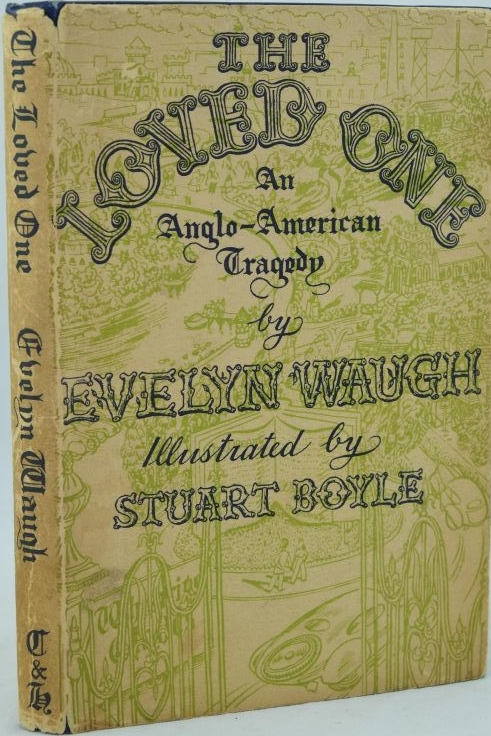 The Loved One
Evelyn Waugh
C&H
THE
LOVED ONE
An
Anglo-American
Tragedy
by
EVELYN WAUGH
Illustrated by
STUART BOYLE